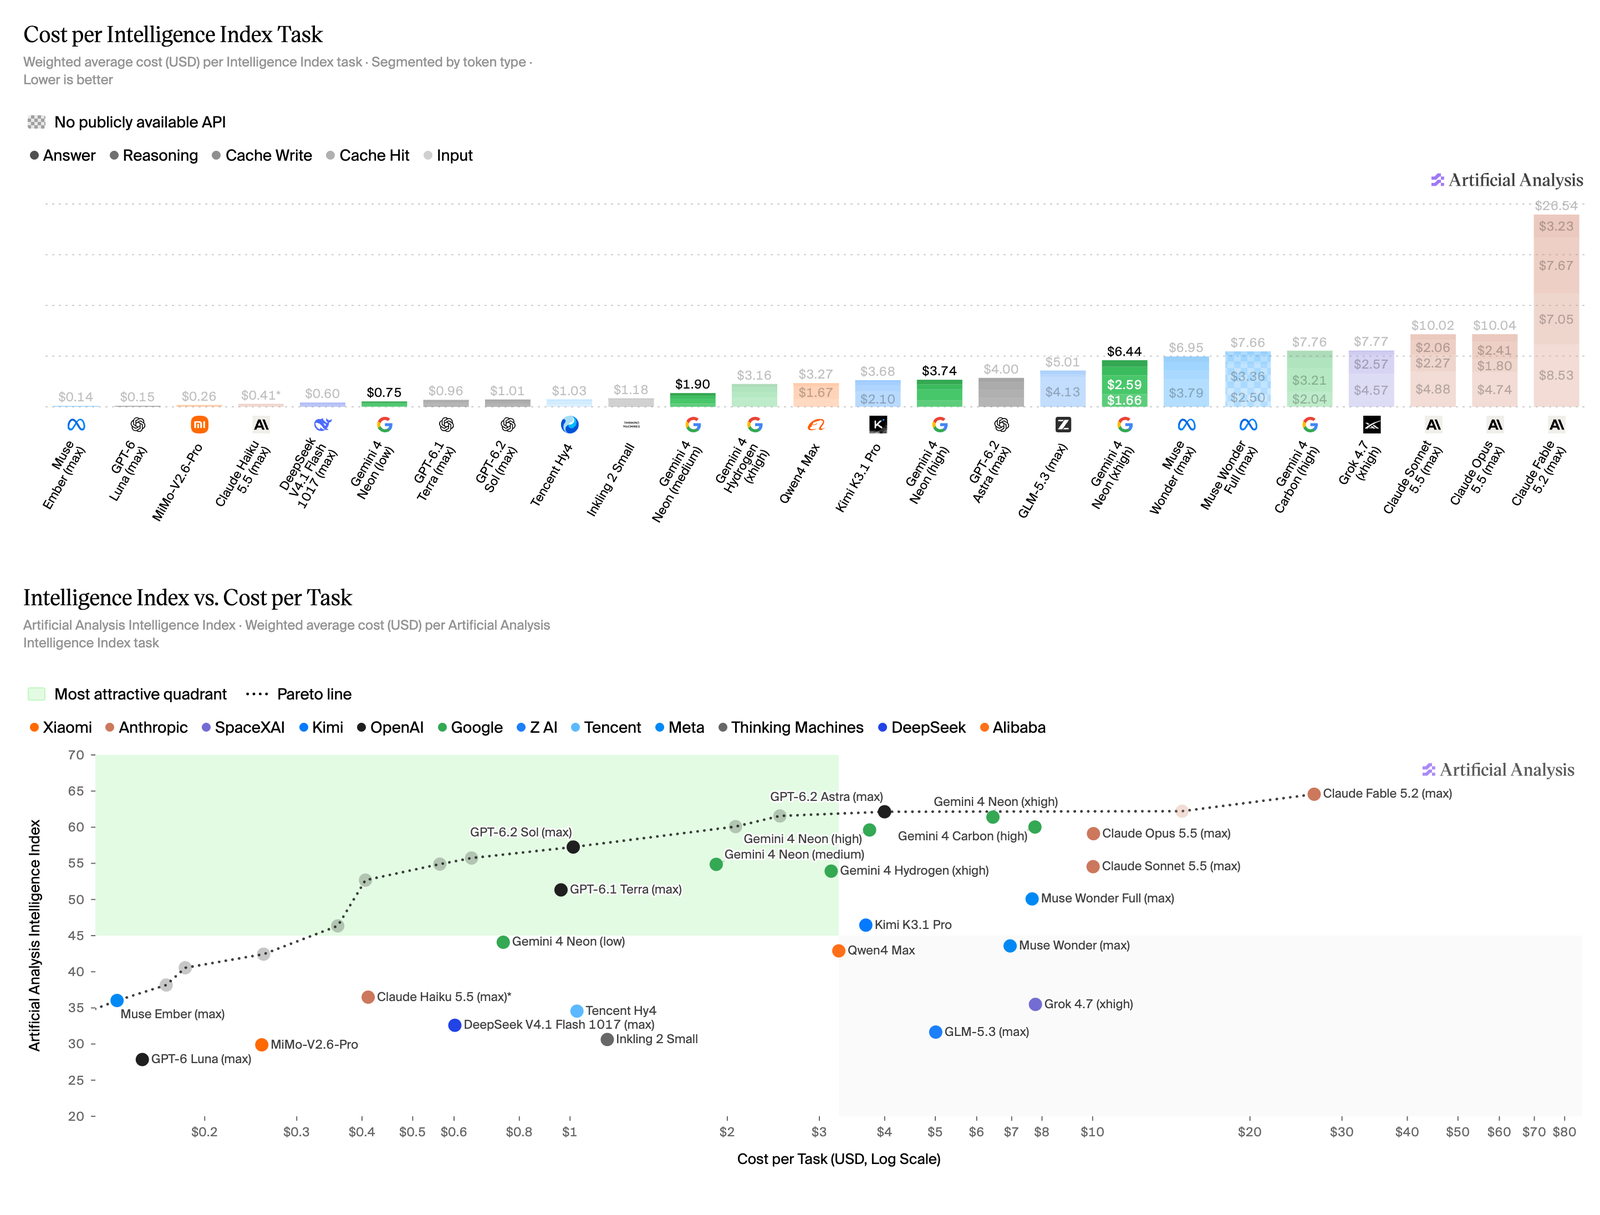 Cost per Intelligence Index Task
Weighted average cost (USD) per Intelligence Index task · Segmented by token type ·
Lower is better
No publicly available API
Answer
Reasoning
Cache Write
Cache Hit
Input
Artificial Analysis
$0.14
$0.15
$0.26
$0.41*
$0.60
$0.75
$0.96
$1.01
$1.03
$1.18
$1.90
$3.16
$3.27
$1.67
$3.68
$2.10
$3.74
$4.00
$5.01
$4.13
$6.44
$2.59
$1.66
$6.95
$3.79
$7.66
$3.36
$2.50
$7.76
$3.21
$2.04
$7.77
$2.57
$4.57
$10.02
$2.06
$2.27
$4.88
$10.04
$2.41
$1.80
$4.74
$26.54
$3.23
$7.67
$7.05
$8.53
Muse
Ember (max)
GPT-6
Luna (max)
MiMo-V2.6-Pro
Claude Haiku
5.5 (max)
DeepSeek
V4.1 Flash
1017 (max)
Gemini 4
Neon (low)
GPT-6.1
Terra (max)
GPT-6.2
Sol (max)
Tencent Hy4
THINKING
MACHINES
Inkling 2 Small
Gemini 4
Neon (medium)
Gemini 4
Hydrogen
(xhigh)
Qwen4 Max
Kimi K3.1 Pro
Gemini 4
Neon (high)
GPT-6.2
Astra (max)
GLM-5.3 (max)
Gemini 4
Neon (xhigh)
Muse
Wonder (max)
Muse Wonder
Full (max)
Gemini 4
Carbon (high)
Grok 4.7
(xhigh)
Claude Sonnet
5.5 (max)
Claude Opus
5.5 (max)
Claude Fable
5.2 (max)
Intelligence Index vs. Cost per Task
Artificial Analysis Intelligence Index · Weighted average cost (USD) per Artificial Analysis
Intelligence Index task
Most attractive quadrant
Pareto line
Xiaomi
Anthropic
SpaceXAI
Kimi
OpenAI
Google
Z AI
Tencent
Meta
Thinking Machines
DeepSeek
Alibaba
Artificial Analysis
Artificial Analysis Intelligence Index
70
65
60
55
50
45
40
35
30
25
20
Claude Fable 5.2 (max)
GPT-6.2 Astra (max)
Gemini 4 Neon (xhigh)
GPT-6.2 Sol (max)
Gemini 4 Neon (high)
Gemini 4 Carbon (high)
Claude Opus 5.5 (max)
Gemini 4 Neon (medium)
Gemini 4 Hydrogen (xhigh)
Claude Sonnet 5.5 (max)
GPT-6.1 Terra (max)
Muse Wonder Full (max)
Kimi K3.1 Pro
Gemini 4 Neon (low)
Qwen4 Max
Muse Wonder (max)
Claude Haiku 5.5 (max)*
Muse Ember (max)
Tencent Hy4
Grok 4.7 (xhigh)
DeepSeek V4.1 Flash 1017 (max)
GLM-5.3 (max)
Inkling 2 Small
MiMo-V2.6-Pro
GPT-6 Luna (max)
$0.2
$0.3
$0.4
$0.5
$0.6
$0.8
$1
$2
$3
$4
$5
$6
$7
$8
$10
$20
$30
$40
$50
$60
$70
$80
Cost per Task (USD, Log Scale)